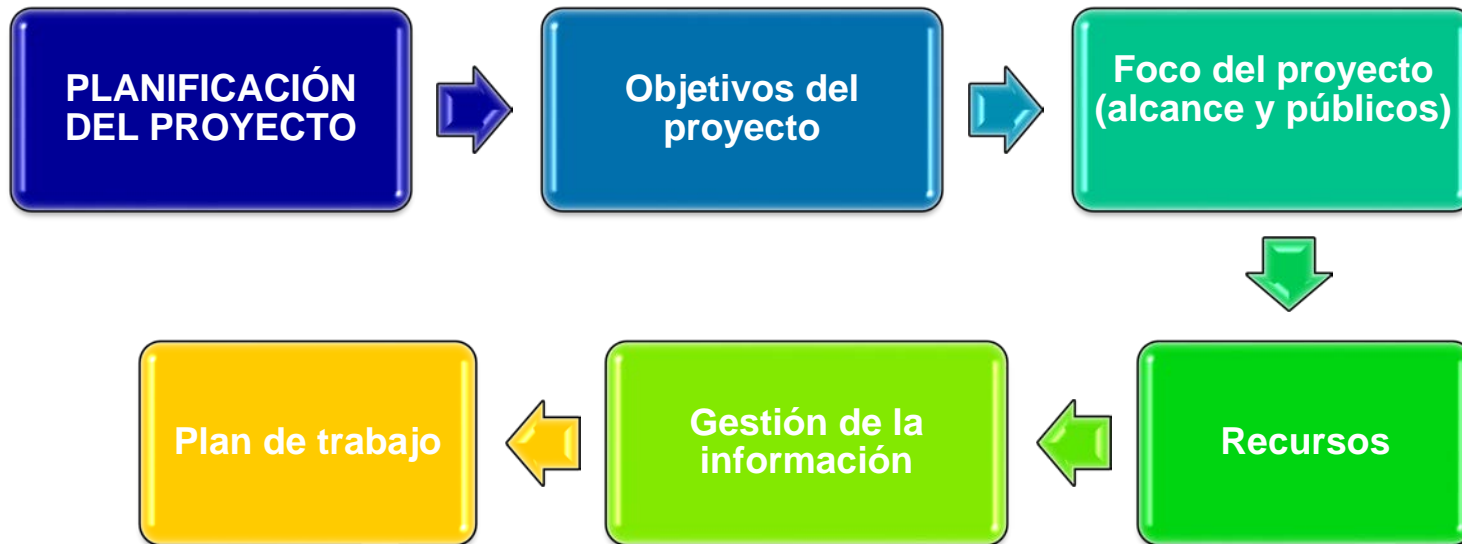 PLANIFICACIÓN
DEL PROYECTO
Objetivos del
proyecto
Foco del proyecto
(alcance y públicos)
Recursos
Gestión de la
información
Plan de trabajo